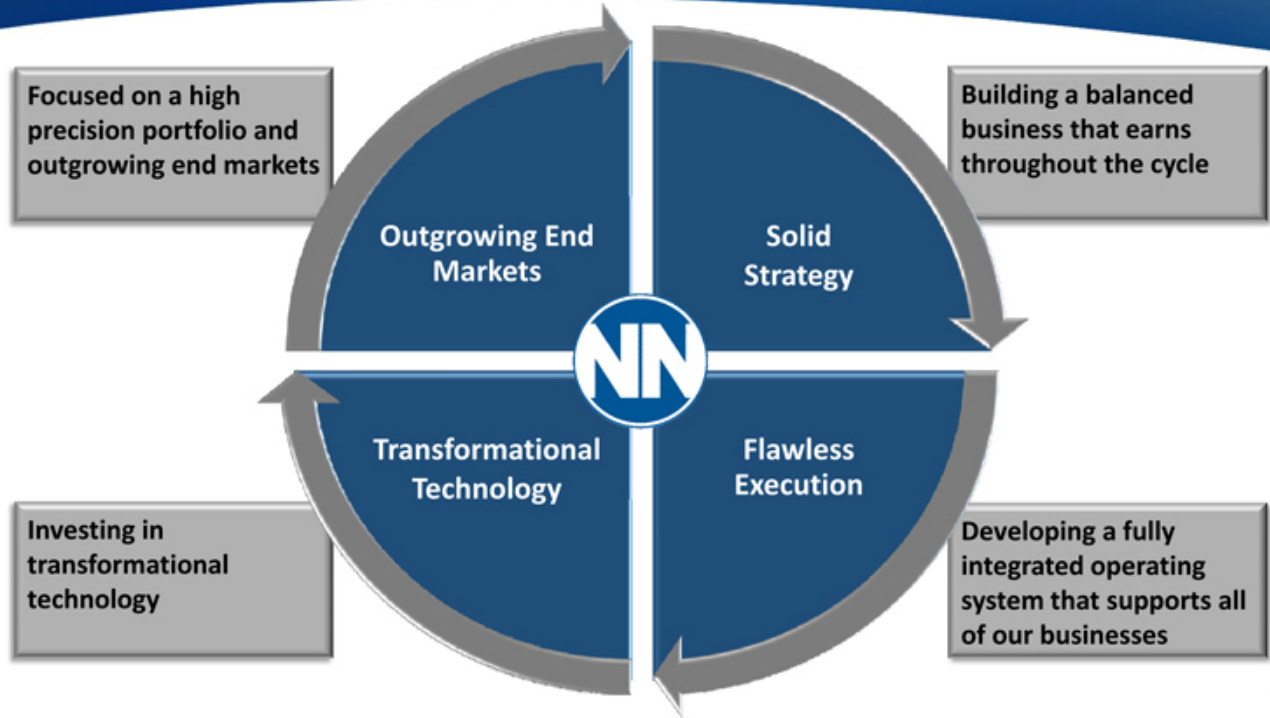 Focused on a high
precision portfolio and
outgrowing end markets
Building a balanced
business that earns
throughout the cycle
Outgrowing End
Markets
Solid
Strategy
NN
Transformational
Technology
Flawless
Execution
Investing in
transformational
technology
Developing a fully
integrated operating
system that supports all
of our businesses